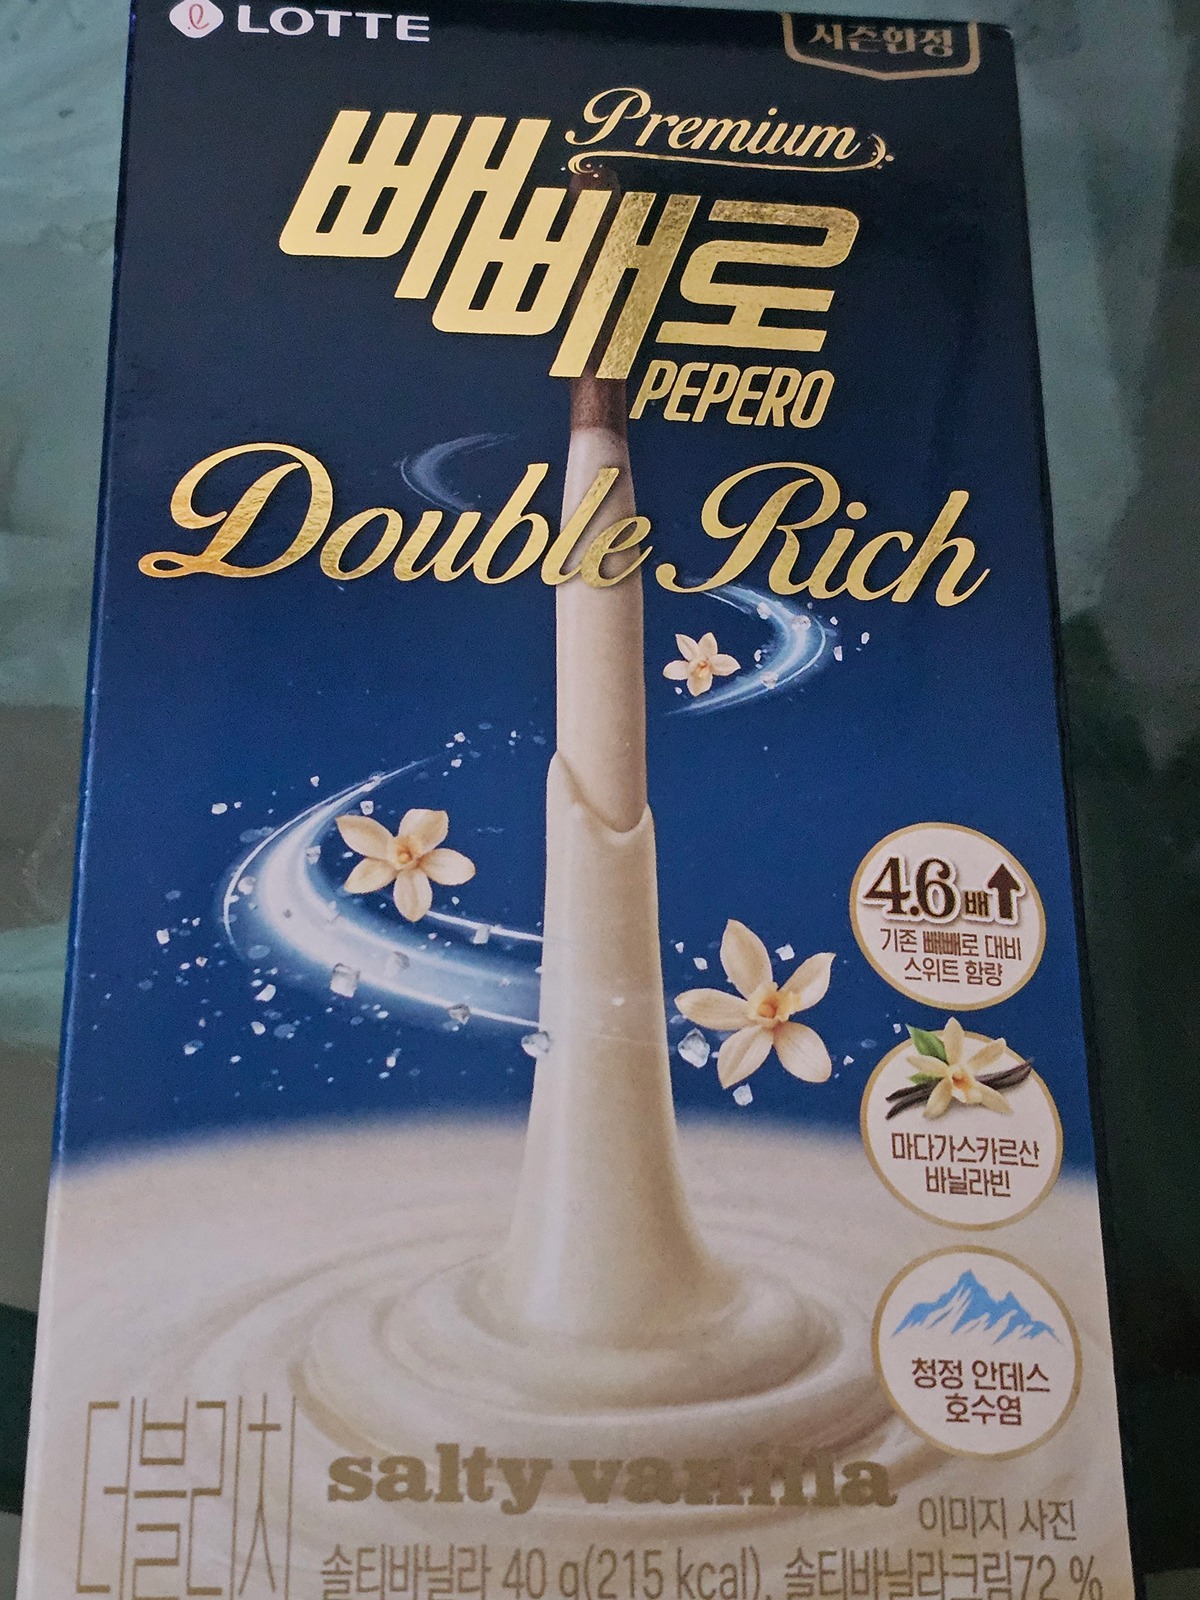 LOTTE
시즌한정
Premium
빼빼로
PEPERO
Double Rich
4.6배
기존 빼빼로 대비
스위트 함량
마다가스카르산
바닐라빈
청정 안데스
호수염
더블리치
salty vanilla
이미지 사진
솔티바닐라 40 g(215 kcal), 솔티바닐라크림72 %